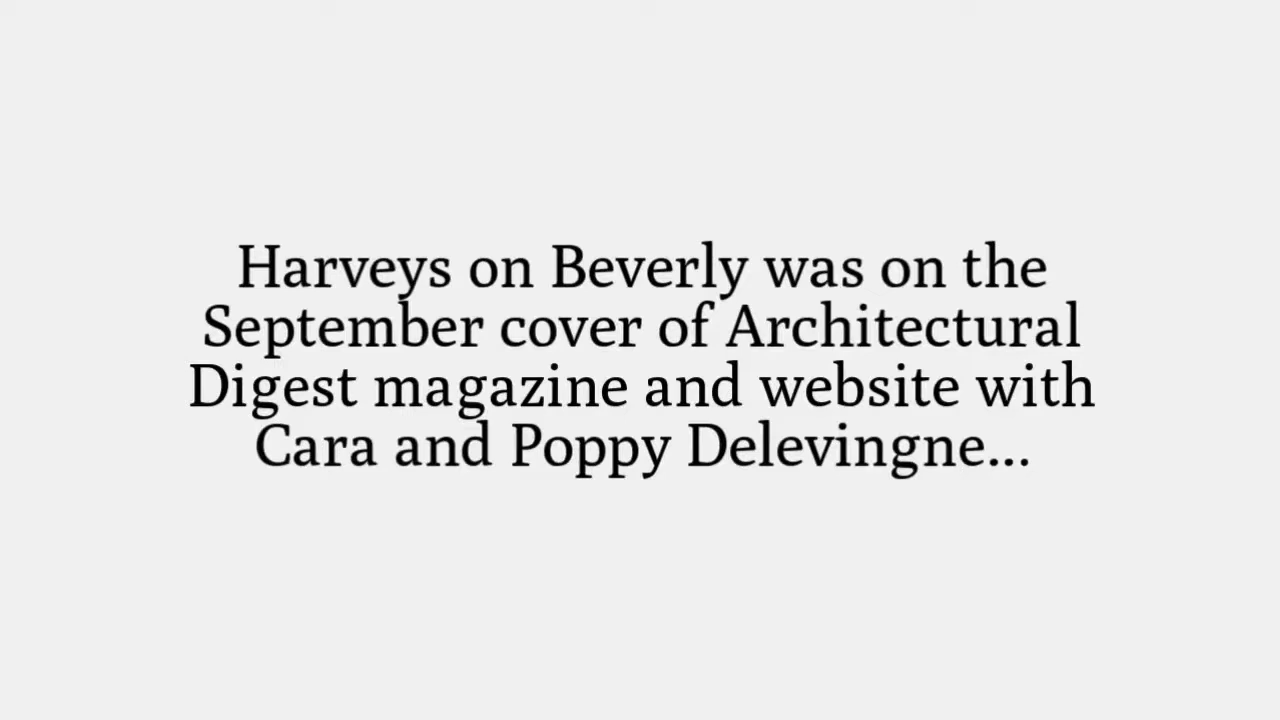 Harveys on Beverly was on the
September cover of Architectural
Digest magazine and website with
Cara and Poppy Delevingne...